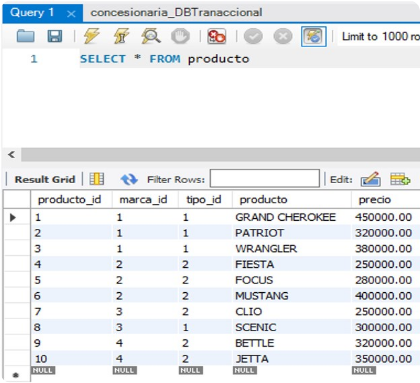 Query 1 × concesionaria_DBTranaccional
Limit to 1000 ro
1 SELECT * FROM producto
<
Result Grid Filter Rows: Edit:
producto_id marca_id tipo_id producto precio
1 1 1 GRAND CHEROKEE 450000.00
2 1 1 PATRIOT 320000.00
3 1 1 WRANGLER 380000.00
4 2 2 FIESTA 250000.00
5 2 2 FOCUS 280000.00
6 2 2 MUSTANG 400000.00
7 3 2 CLIO 250000.00
8 3 1 SCENIC 300000.00
9 4 2 BETTLE 320000.00
10 4 2 JETTA 350000.00
NULL NULL NULL NULL NULL